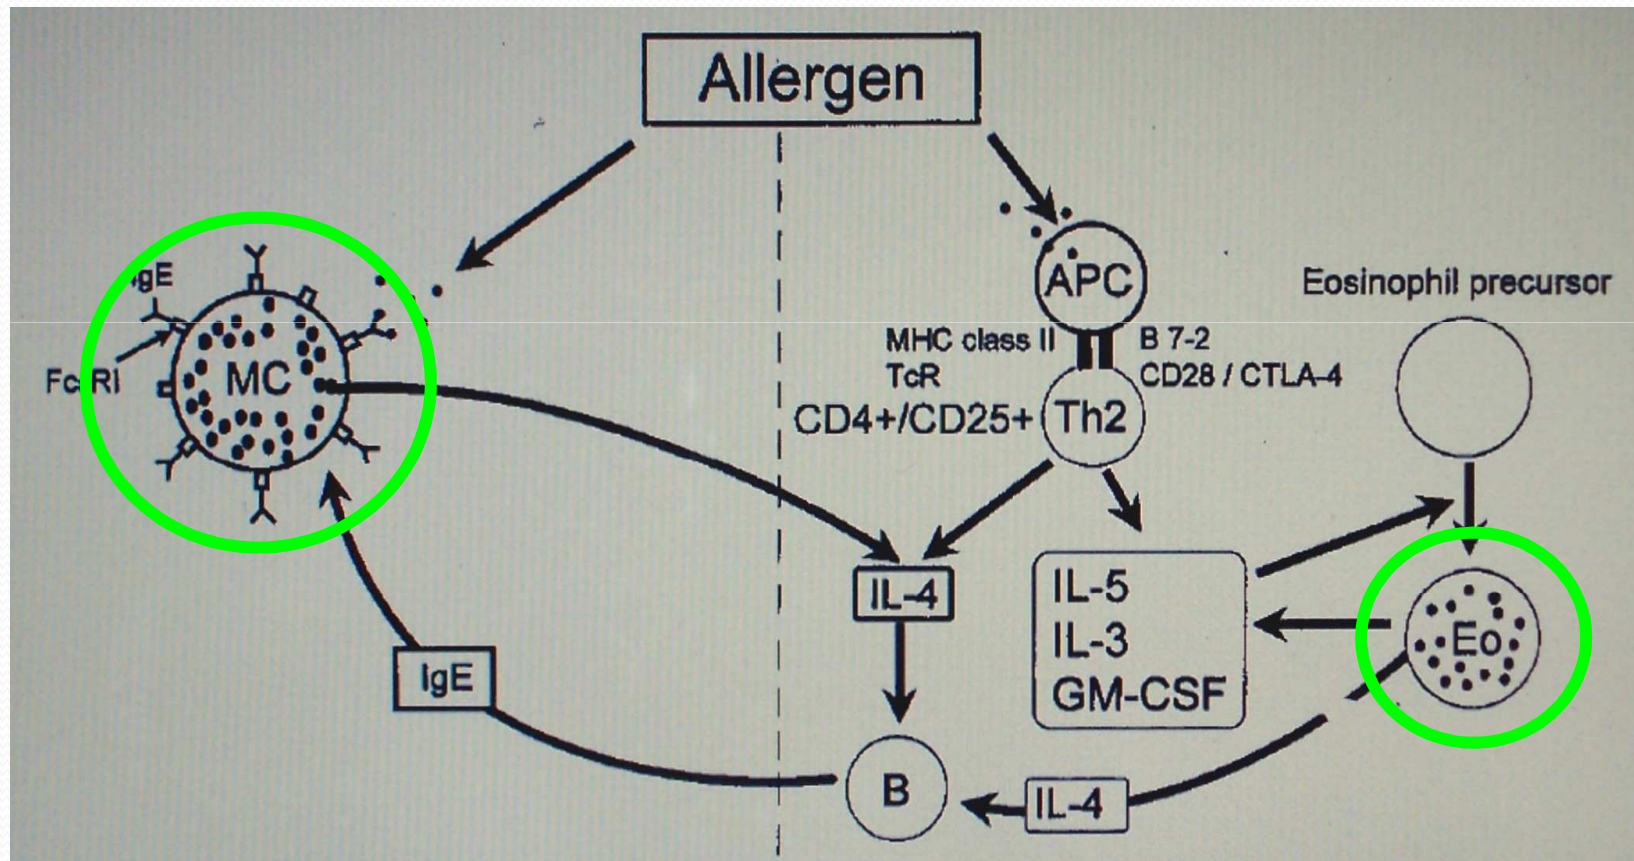 Allergen
IgE
FcεRI
MC
APC
MHC class II
B 7-2
TcR
CD28 / CTLA-4
CD4+/CD25+
Th2
Eosinophil precursor
IL-4
IL-5
IL-3
GM-CSF
Eo
IgE
B
IL-4